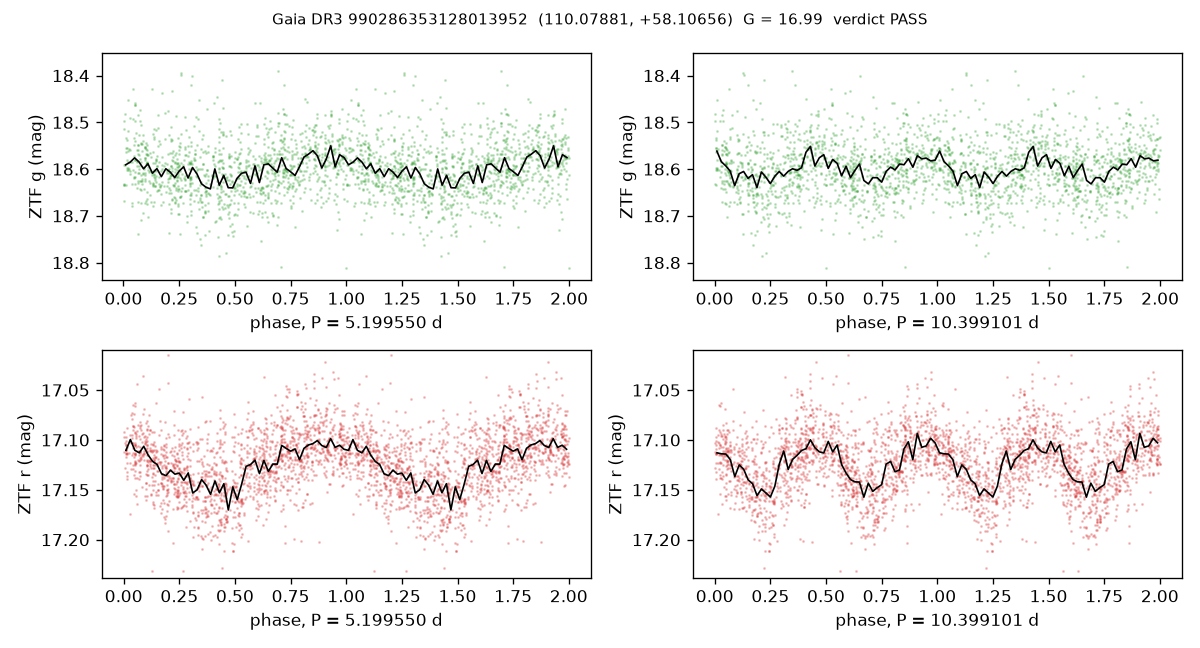 Gaia DR3 990286353128013952 (110.07881, +58.10656) G = 16.99 verdict PASS
ZTF g (mag)
18.4
18.5
18.6
18.7
18.8
0.00 0.25 0.50 0.75 1.00 1.25 1.50 1.75 2.00
phase, P = 5.199550 d
ZTF g (mag)
18.4
18.5
18.6
18.7
18.8
0.00 0.25 0.50 0.75 1.00 1.25 1.50 1.75 2.00
phase, P = 10.399101 d
ZTF r (mag)
17.05
17.10
17.15
17.20
0.00 0.25 0.50 0.75 1.00 1.25 1.50 1.75 2.00
phase, P = 5.199550 d
ZTF r (mag)
17.05
17.10
17.15
17.20
0.00 0.25 0.50 0.75 1.00 1.25 1.50 1.75 2.00
phase, P = 10.399101 d